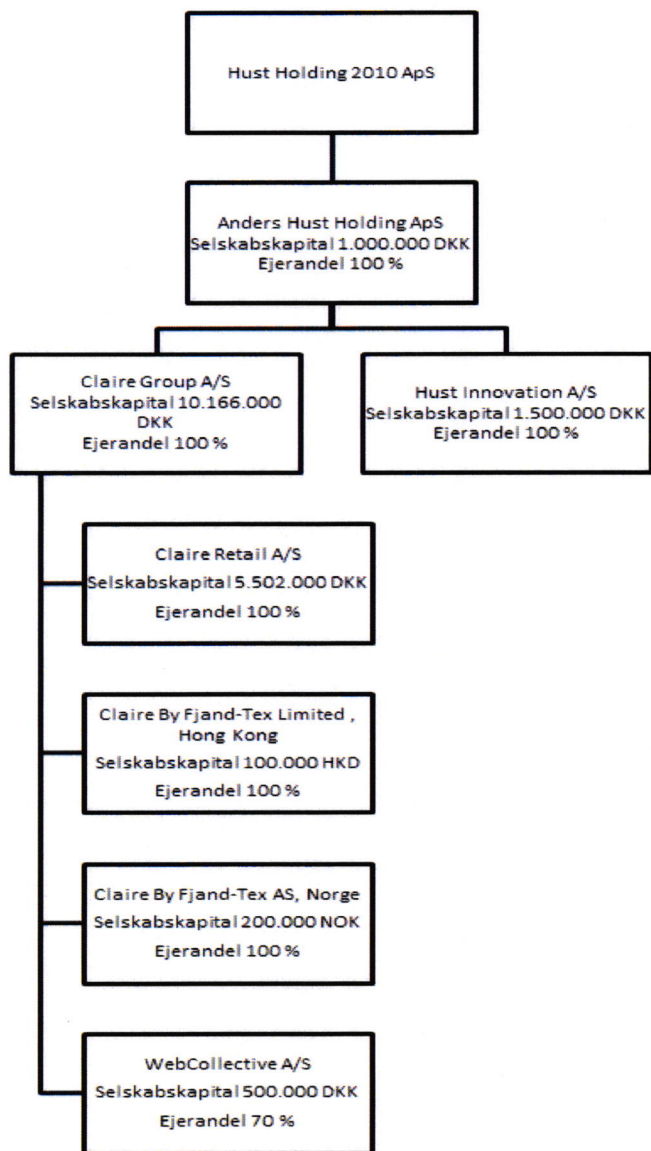 Hust Holding 2010 ApS
Anders Hust Holding ApS
Selskabskapital 1.000.000 DKK
Ejerandel 100 %
Claire Group A/S
Selskabskapital 10.166.000
DKK
Ejerandel 100 %
Hust Innovation A/S
Selskabskapital 1.500.000 DKK
Ejerandel 100 %
Claire Retail A/S
Selskabskapital 5.502.000 DKK
Ejerandel 100 %
Claire By Fjand-Tex Limited ,
Hong Kong
Selskabskapital 100.000 HKD
Ejerandel 100 %
Claire By Fjand-Tex AS, Norge
Selskabskapital 200.000 NOK
Ejerandel 100 %
WebCollective A/S
Selskabskapital 500.000 DKK
Ejerandel 70 %